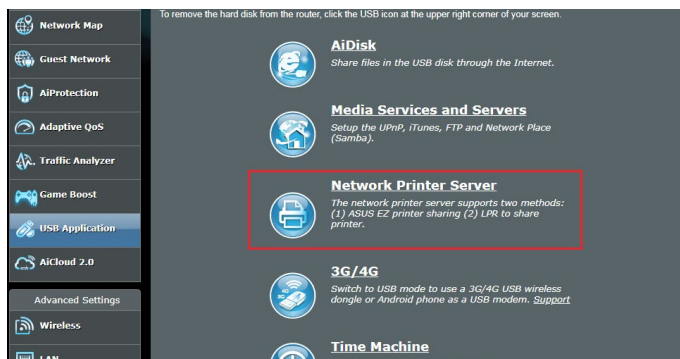 To remove the hard disk from the router, click the USB icon at the upper right corner of your screen.
Network Map
Guest Network
AiProtection
Adaptive QoS
Traffic Analyzer
Game Boost
USB Application
AiCloud 2.0
Advanced Settings
Wireless
LAN
AiDisk
Share files in the USB disk through the Internet.
Media Services and Servers
Setup the UPnP, iTunes, FTP and Network Place
(Samba).
Network Printer Server
The network printer server supports two methods:
(1) ASUS EZ printer sharing (2) LPR to share
printer.
3G/4G
Switch to USB mode to use a 3G/4G USB wireless
dongle or Android phone as a USB modem. Support
Time Machine